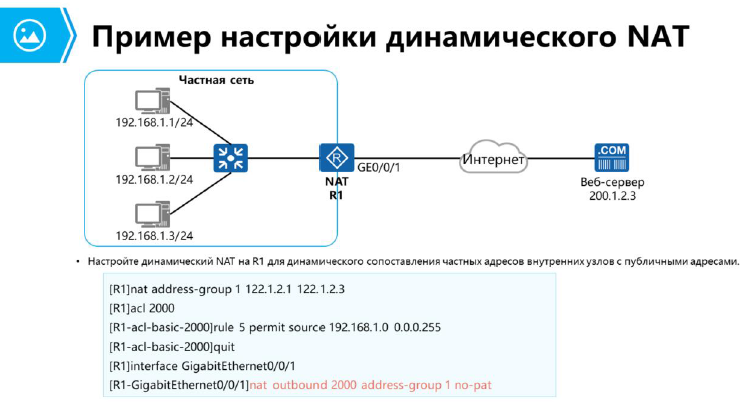 Пример настройки динамического NAT
Частная сеть
192.168.1.1/24
192.168.1.2/24
192.168.1.3/24
NAT
R1
GE0/0/1
Интернет
.COM
Веб-сервер
200.1.2.3
• Настройте динамический NAT на R1 для динамического сопоставления частных адресов внутренних узлов с публичными адресами.
[R1]nat address-group 1 122.1.2.1 122.1.2.3
[R1]acl 2000
[R1-acl-basic-2000]rule 5 permit source 192.168.1.0 0.0.0.255
[R1-acl-basic-2000]quit
[R1]interface GigabitEthernet0/0/1
[R1-GigabitEthernet0/0/1]nat outbound 2000 address-group 1 no-pat